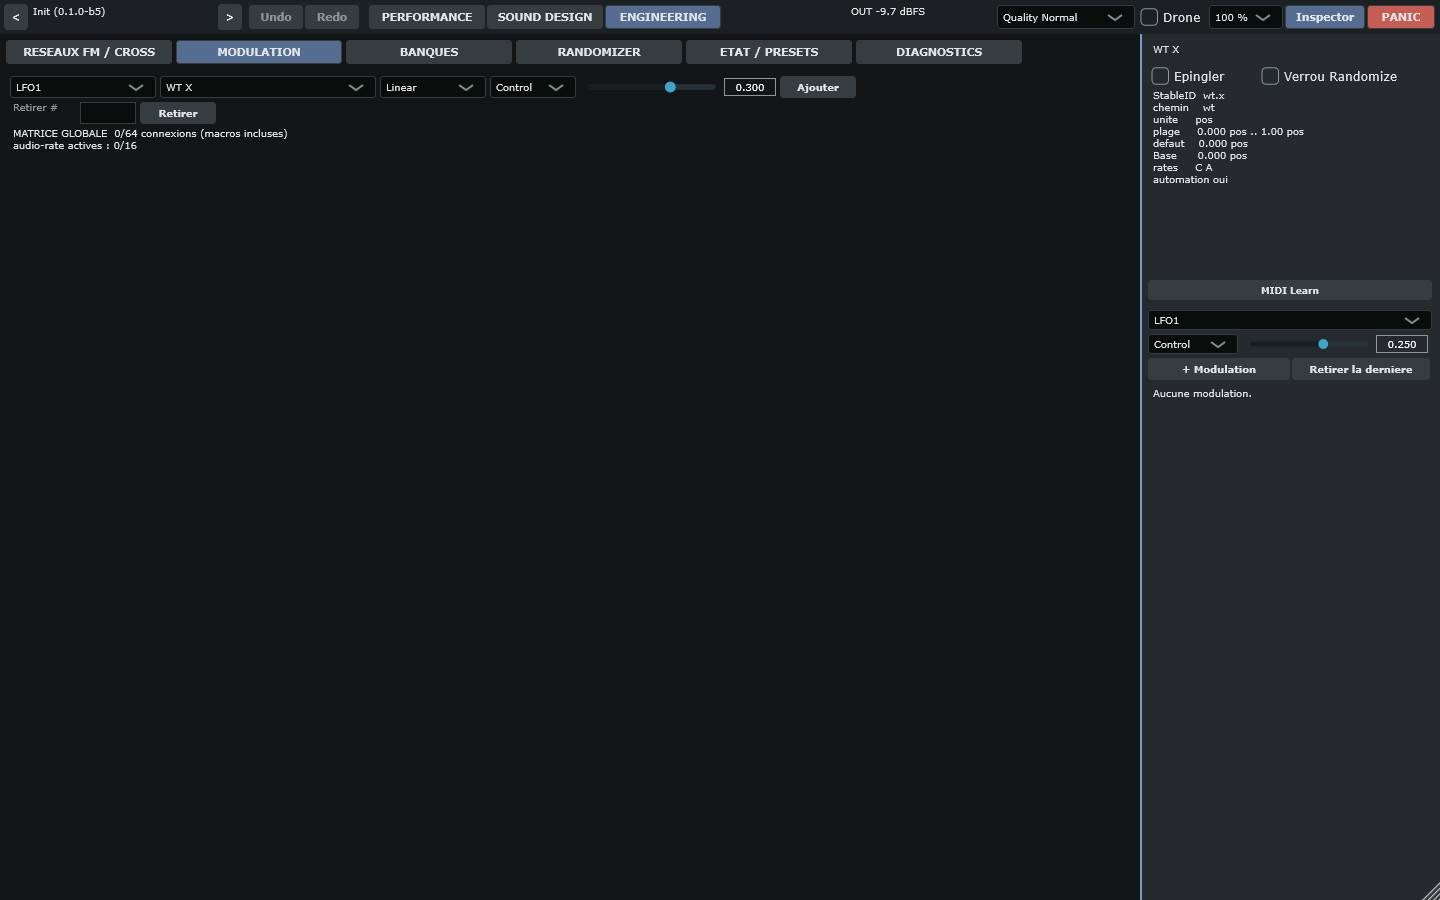 < Init (0.1.0-b5) > Undo Redo PERFORMANCE SOUND DESIGN ENGINEERING OUT -9.7 dBFS Quality Normal Drone 100 % Inspector PANIC
RESEAUX FM / CROSS MODULATION BANQUES RANDOMIZER ETAT / PRESETS DIAGNOSTICS
LFO1 WT X Linear Control 0.300 Ajouter
Retirer # Retirer
MATRICE GLOBALE 0/64 connexions (macros incluses)
audio-rate actives : 0/16
WT X
Epingler Verrou Randomize
StableID wt.x
chemin wt
unite pos
plage 0.000 pos .. 1.00 pos
defaut 0.000 pos
Base 0.000 pos
rates C A
automation oui
MIDI Learn
LFO1
Control 0.250
+ Modulation Retirer la derniere
Aucune modulation.